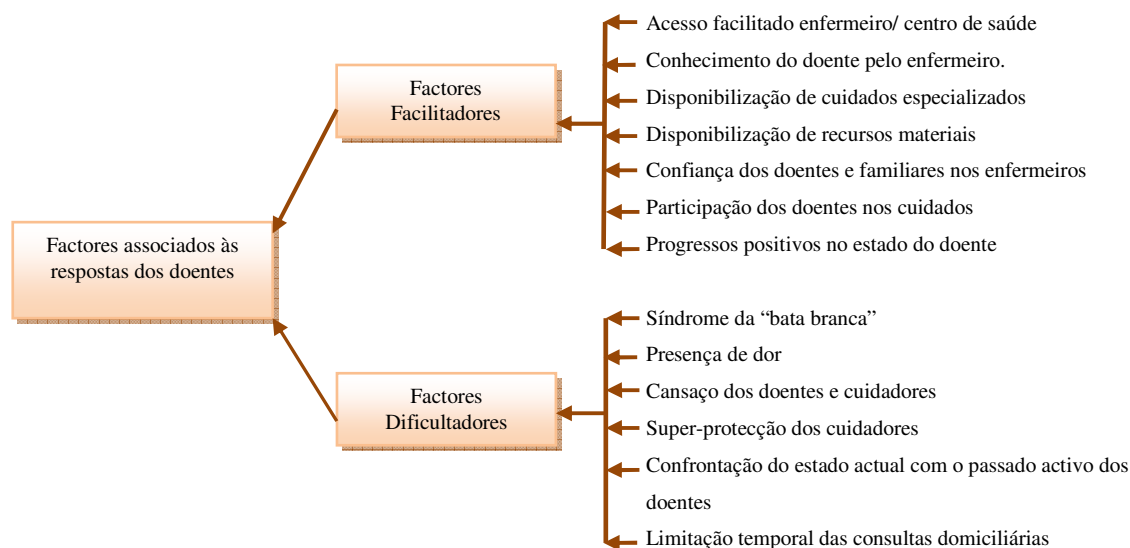 Acesso facilitado enfermeiro/ centro de saúde
Conhecimento do doente pelo enfermeiro.
Factores
Facilitadores
Disponibilização de cuidados especializados
Disponibilização de recursos materiais
Confiança dos doentes e familiares nos enfermeiros
Participação dos doentes nos cuidados
Progressos positivos no estado do doente
Factores associados às
respostas dos doentes
Síndrome da “bata branca”
Presença de dor
Factores
Dificultadores
Cansaço dos doentes e cuidadores
Super-protecção dos cuidadores
Confrontação do estado actual com o passado activo dos
doentes
Limitação temporal das consultas domiciliárias